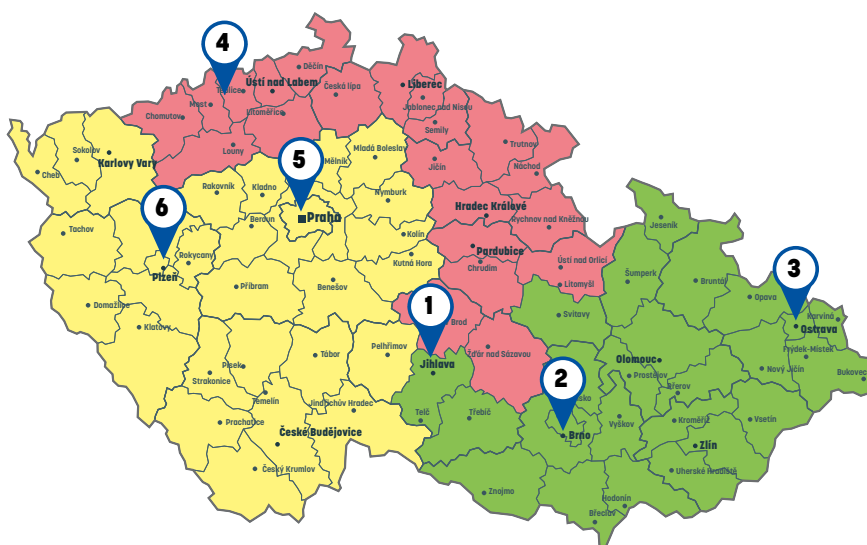 4
Děčín
Ústí nad Labem
Česká lípa
Liberec
Jablonec nad Nisou
Semily
Most
Chomutov
Litoměřice
Louny
Trutnov
Náchod
Jičín
5
Mělník
Mladá Boleslav
Sokolov
Karlovy Vary
Cheb
Rakovník
Kladno
Nymburk
Hradec Králové
Rychnov nad Kněžnou
6
Praha
Beroun
Kolín
Kutná Hora
Jeseník
Tachov
Pardubice
Chrudim
Ústí nad Orlicí
Litomyšl
Rokycany
Plzeň
Příbram
Benešov
Šumperk
Bruntál
3
Opava
Karviná
Ostrava
1
Domažlice
Klatovy
Brod
Svitavy
Pelhřimov
Jihlava
Žďár nad Sázavou
Frýdek-Místek
Nový Jičín
Bukovec
Olomouc
Prostějov
Písek
Tábor
Strakonice
2
Temelín
Jindřichův Hradec
Telč
Třebíč
Vyškov
Kroměříž
Vsetín
Prachatice
České Budějovice
Brno
Zlín
Český Krumlov
Uherské Hradiště
Znojmo
Hodonín
Břeclav